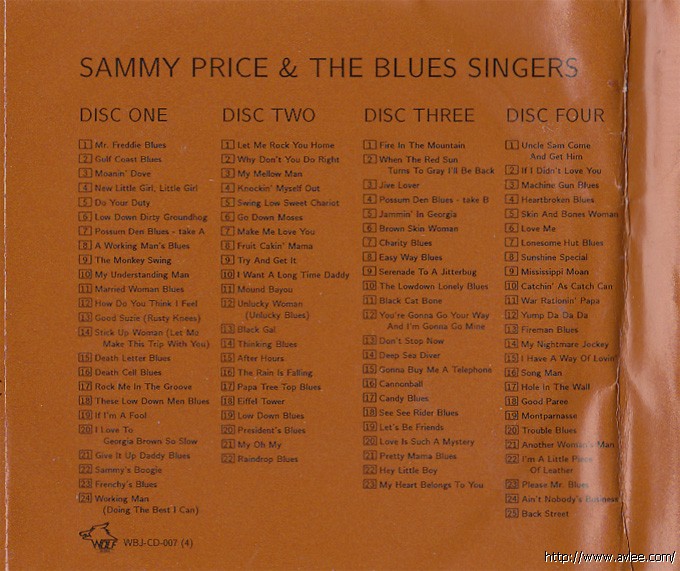 SAMMY PRICE & THE BLUES SINGERS
DISC ONE
1 Mr. Freddie Blues
2 Gulf Coast Blues
3 Moanin' Dove
4 New Little Girl, Little Girl
5 Do Your Duty
6 Low Down Dirty Groundhog
7 Possum Den Blues - take A
8 A Working Man's Blues
9 The Monkey Swing
10 My Understanding Man
11 Married Woman Blues
12 How Do You Think I Feel
13 Good Suzie (Rusty Knees)
14 Stick Up Woman (Let Me
Make This Trip With You)
15 Death Letter Blues
16 Death Cell Blues
17 Rock Me In The Groove
18 These Low Down Men Blues
19 If I'm A Fool
20 I Love To
Georgia Brown So Slow
21 Give It Up Daddy Blues
22 Sammy's Boogie
23 Frenchy's Blues
24 Working Man
(Doing The Best I Can)
DISC TWO
1 Let Me Rock You Home
2 Why Don't You Do Right
3 My Mellow Man
4 Knockin' Myself Out
5 Swing Low Sweet Chariot
6 Go Down Moses
7 Make Me Love You
8 Fruit Cakin' Mama
9 Try And Get It
10 I Want A Long Time Daddy
11 Mound Bayou
12 Unlucky Woman
(Unlucky Blues)
13 Black Gal
14 Thinking Blues
15 After Hours
16 The Rain Is Falling
17 Papa Tree Top Blues
18 Eiffel Tower
19 Low Down Blues
20 President's Blues
21 My Oh My
22 Raindrop Blues
DISC THREE
1 Fire In The Mountain
2 When The Red Sun
Turns To Gray I'll Be Back
3 Jive Lover
4 Possum Den Blues - take B
5 Jammin' In Georgia
6 Brown Skin Woman
7 Charity Blues
8 Easy Way Blues
9 Serenade To A Jitterbug
10 The Lowdown Lonely Blues
11 Black Cat Bone
12 You're Gonna Go Your Way
And I'm Gonna Go Mine
13 Don't Stop Now
14 Deep Sea Diver
15 Gonna Buy Me A Telephone
16 Cannonball
17 Candy Blues
18 See See Rider Blues
19 Let's Be Friends
20 Love Is Such A Mystery
21 Pretty Mama Blues
22 Hey Little Boy
23 My Heart Belongs To You
DISC FOUR
1 Uncle Sam Come
And Get Him
2 If I Didn't Love You
3 Machine Gun Blues
4 Heartbroken Blues
5 Skin And Bones Woman
6 Love Me
7 Lonesome Hut Blues
8 Sunshine Special
9 Mississippi Moan
10 Catchin' As Catch Can
11 War Rationin' Papa
12 Yump Da Da Da
13 Fireman Blues
14 My Nightmare Jockey
15 I Have A Way Of Lovin'
16 Song Man
17 Hole In The Wall
18 Good Paree
19 Montparnasse
20 Trouble Blues
21 Another Woman's Man
22 I'm A Little Piece
Of Leather
23 Please Mr. Blues
24 Ain't Nobody's Business
25 Back Street
WOLF
WBJ-CD-007 (4)
http://www.avlee.com/